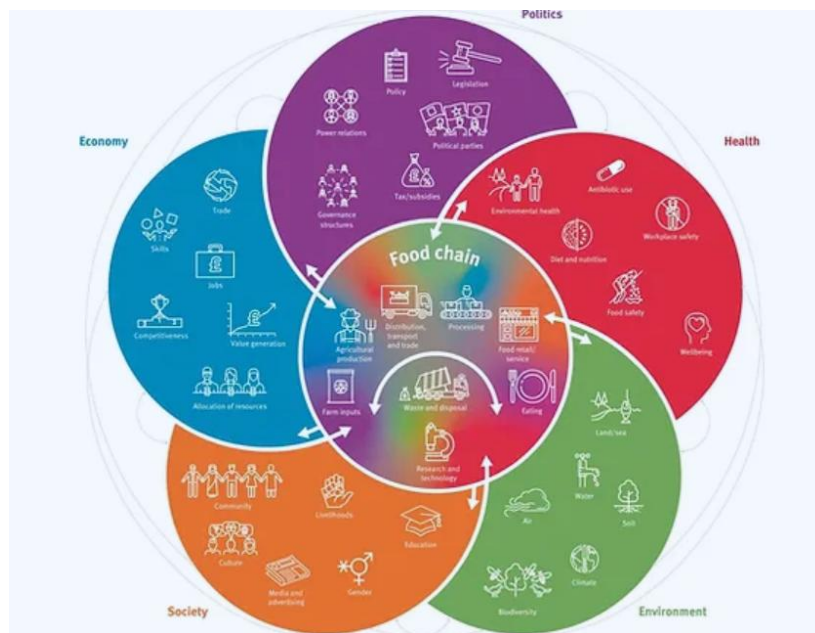 Politics
Policy
Legislation
Power relations
Political parties
Governance
structures
Tax/subsidies
Economy
Trade
Skills
Jobs
Competitiveness
Value generation
Allocation of resources
Health
Environmental health
Antibiotic use
Workplace safety
Diet and nutrition
Food safety
Wellbeing
Food chain
Agricultural
production
Distribution,
transport
and trade
Processing
Food retail/
service
Farm inputs
Waste and disposal
Eating
Research and
technology
Society
Community
Livelihoods
Education
Culture
Media and
advertising
Gender
Environment
Land/sea
Water
Soil
Air
Climate
Biodiversity